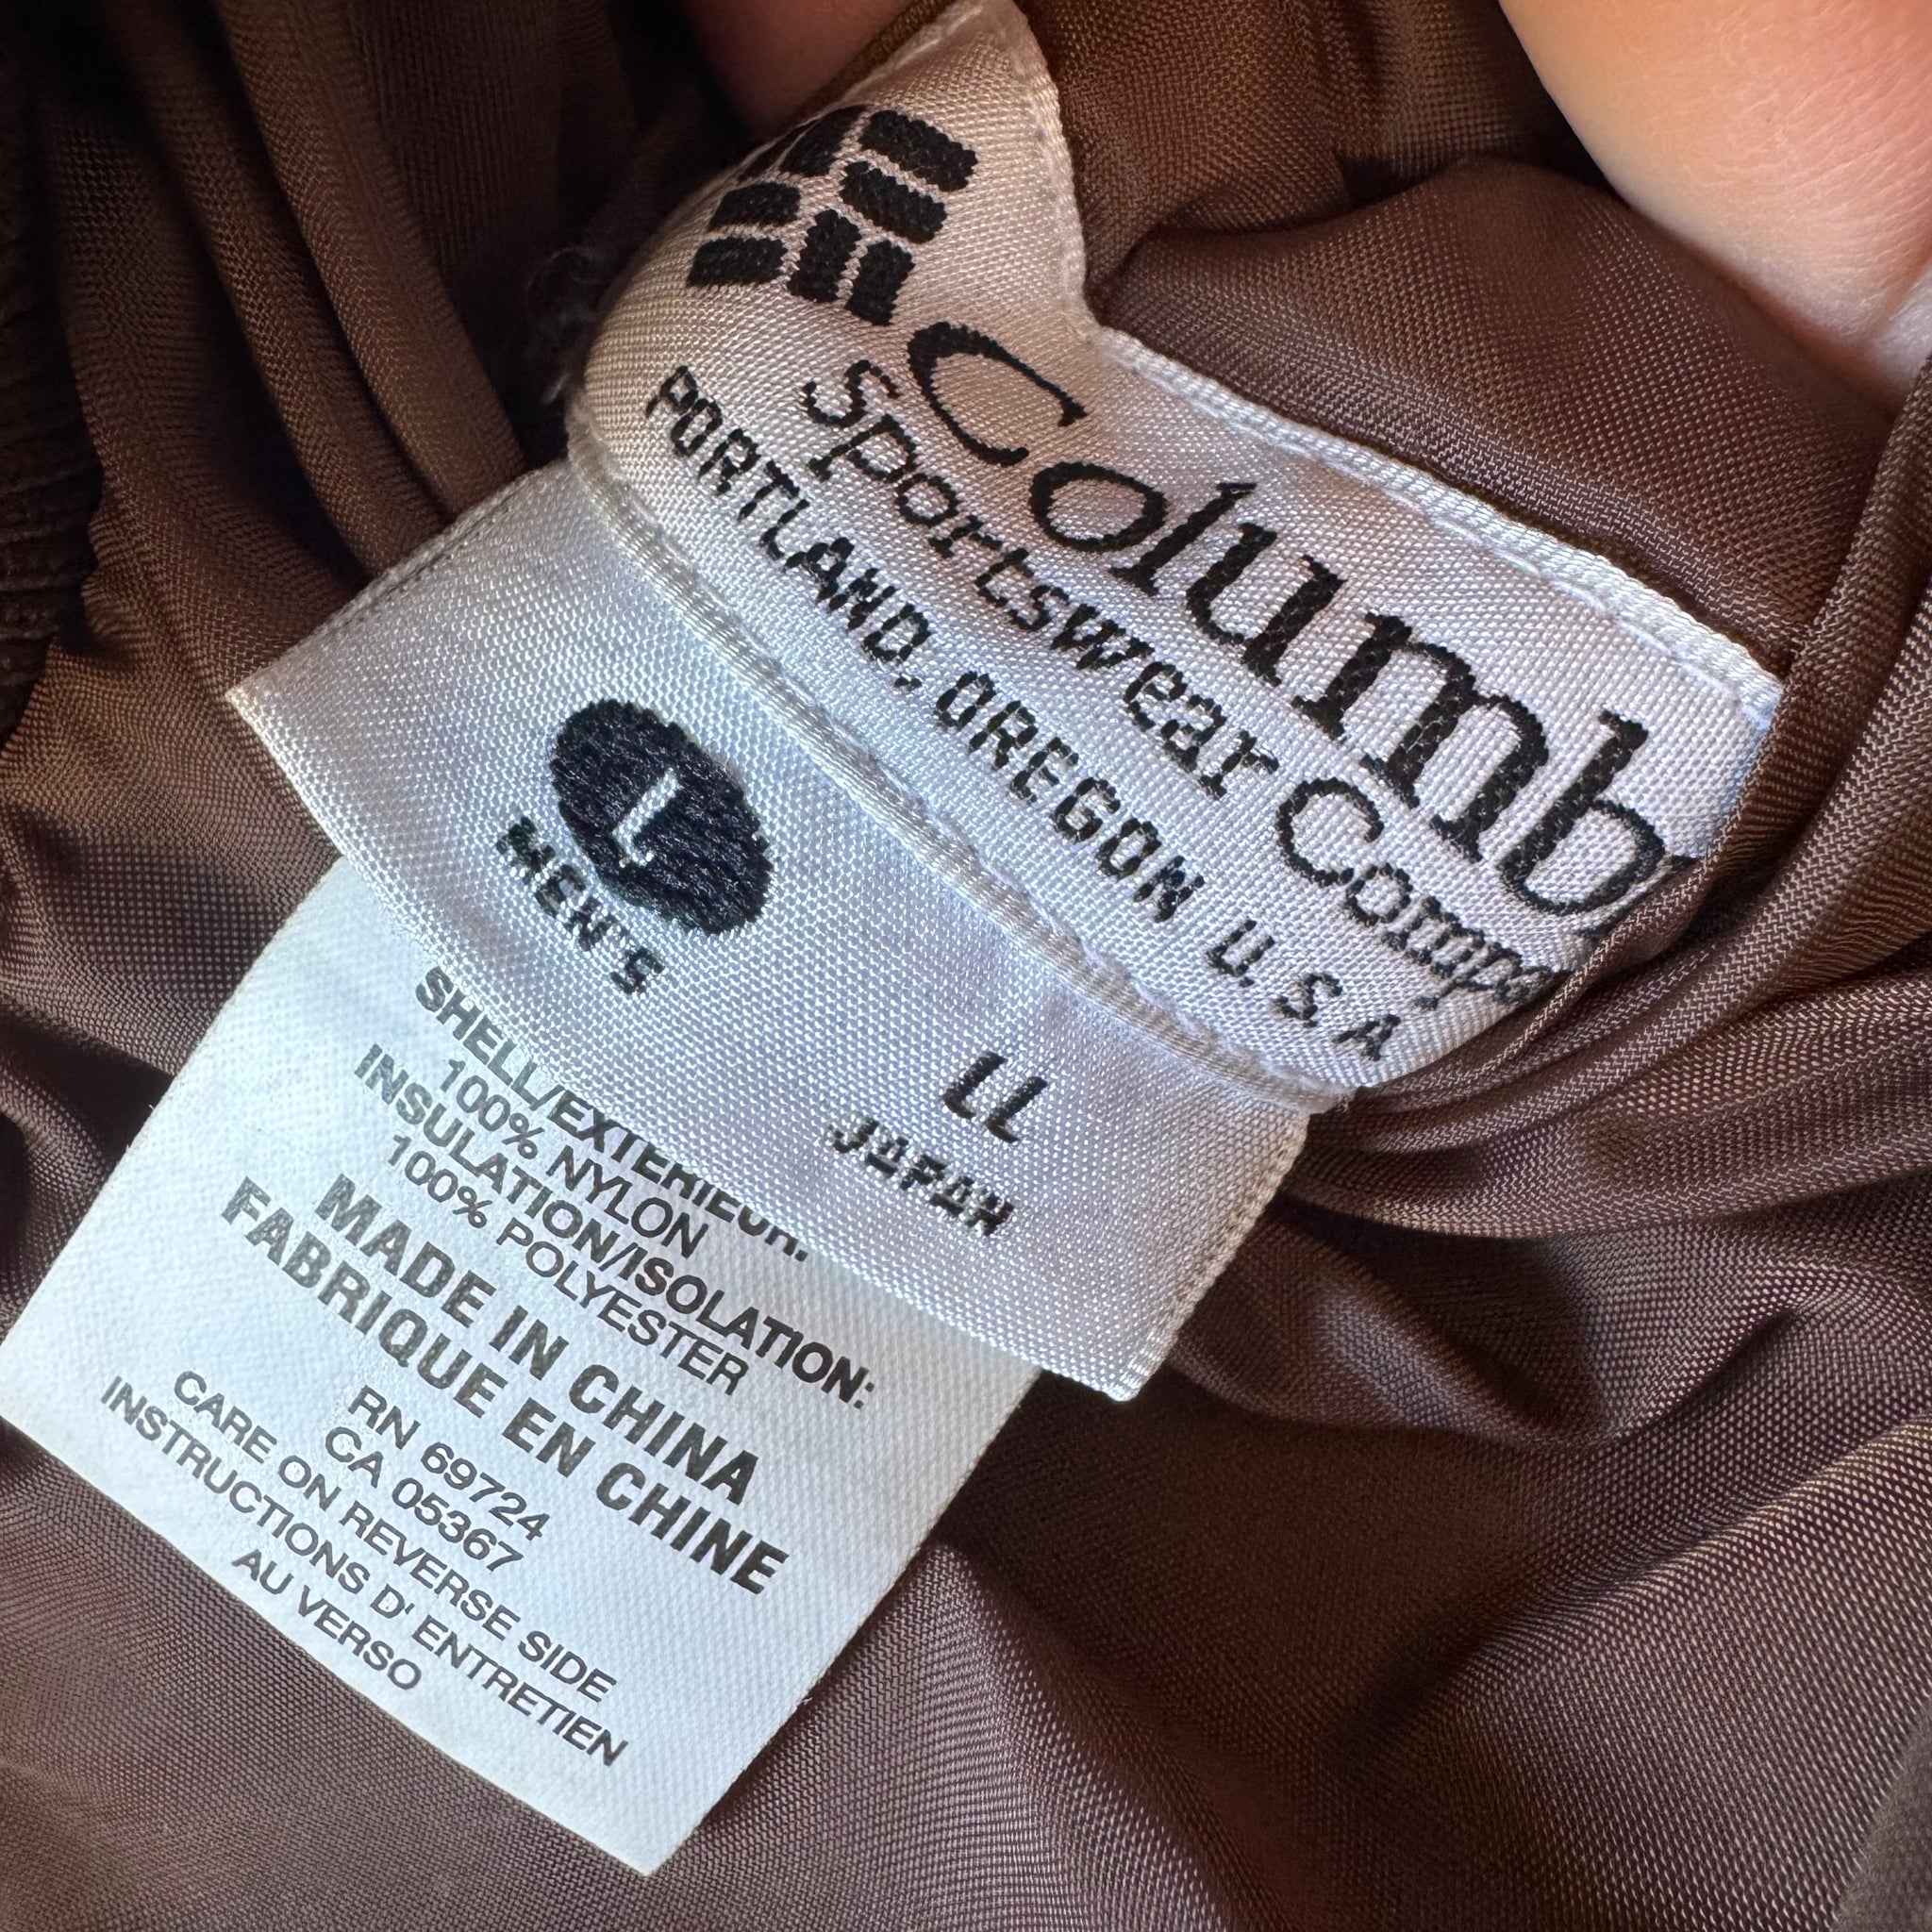 Columb
Sportswear Comp
PORTLAND, OREGON U.S.A
L
MEN'S
LL
JAPAN
SHELL/EXTERIEUR:
100% NYLON
INSULATION/ISOLATION:
100% POLYESTER
MADE IN CHINA
FABRIQUE EN CHINE
RN 69724
CA 05367
CARE ON REVERSE SIDE
INSTRUCTIONS D' ENTRETIEN
AU VERSO